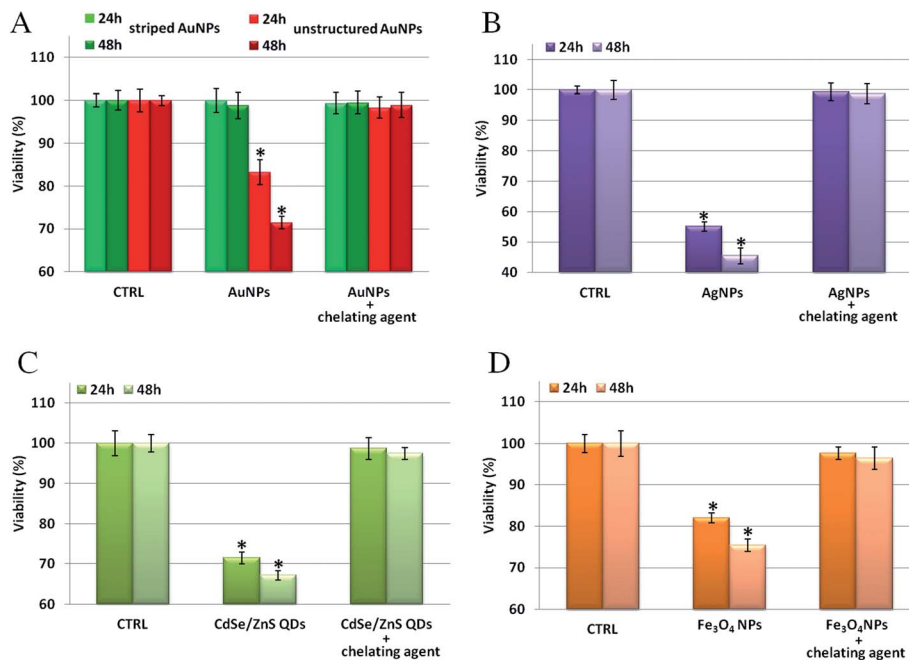 A
24h striped AuNPs 24h unstructured AuNPs
48h 48h
Viability (%)
110
100
90
80
70
60
*
*
CTRL AuNPs AuNPs
+
chelating agent
B
24h 48h
Viability (%)
110
100
90
80
70
60
50
40
*
*
CTRL AgNPs AgNPs
+
chelating agent
C
24h 48h
Viability (%)
110
100
90
80
70
60
*
*
CTRL CdSe/ZnS QDs CdSe/ZnS QDs
+
chelating agent
D
24h 48h
Viability (%)
110
100
90
80
70
60
*
*
CTRL Fe₃O₄ NPs Fe₃O₄NPs
+
chelating agent